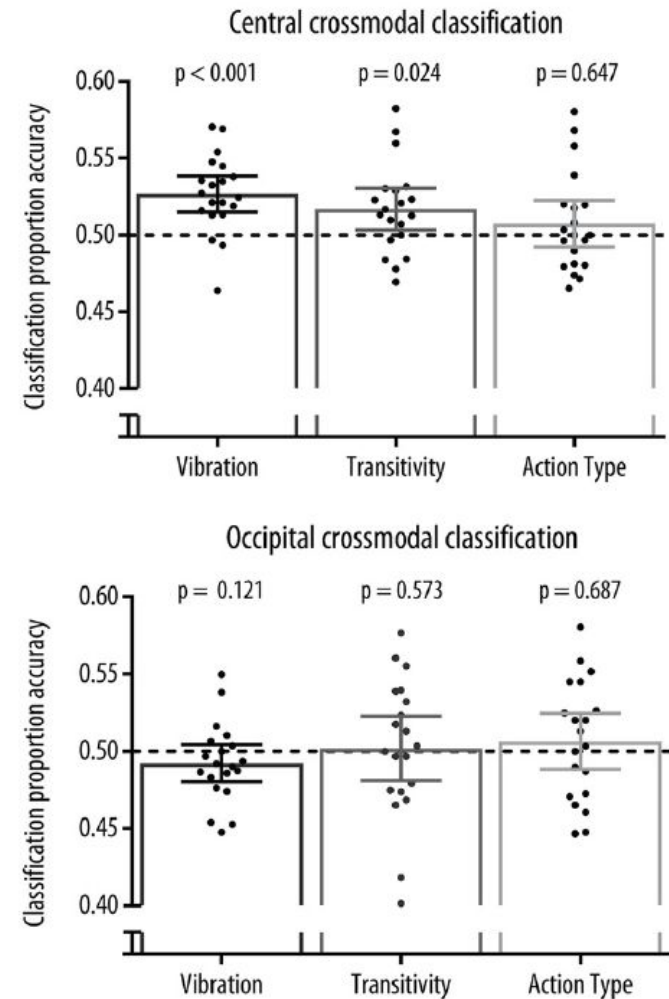 Central crossmodal classification
p < 0.001 p = 0.024 p = 0.647
Classification proportion accuracy
0.60
0.55
0.50
0.45
0.40
Vibration Transitivity Action Type
Occipital crossmodal classification
p = 0.121 p = 0.573 p = 0.687
Classification proportion accuracy
0.60
0.55
0.50
0.45
0.40
Vibration Transitivity Action Type